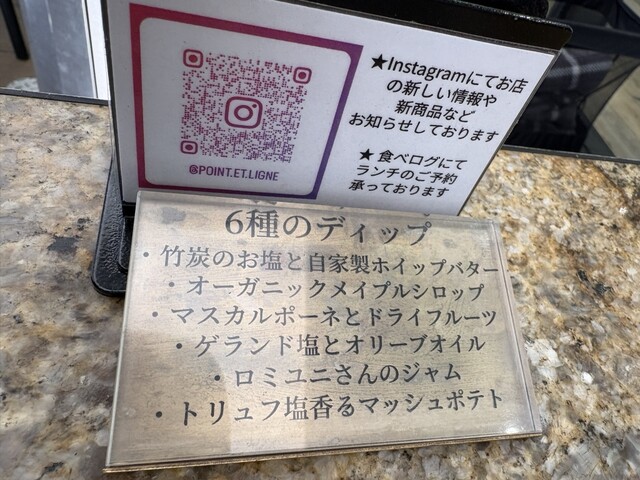 @POINT.ET.LIGNE
★Instagramにてお店
の新しい情報や
新商品など
お知らせしております
★ 食べログにて
ランチのご予約
承っております
6種のディップ
・竹炭のお塩と自家製ホイップバター
・オーガニックメイプルシロップ
・マスカルポーネとドライフルーツ
・ゲランド塩とオリーブオイル
・ロミユニさんのジャム
・トリュフ塩香るマッシュポテト